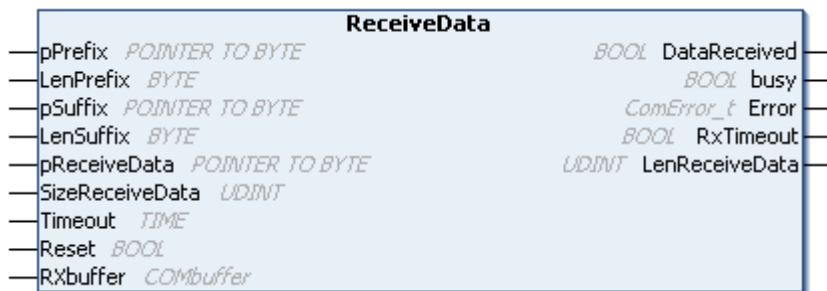 ReceiveData
pPrefix POINTER TO BYTE BOOL DataReceived
LenPrefix BYTE BOOL busy
pSuffix POINTER TO BYTE ComError_t Error
LenSuffix BYTE BOOL RxTimeout
pReceiveData POINTER TO BYTE UDINT LenReceiveData
SizeReceiveData UDINT
Timeout TIME
Reset BOOL
RXbuffer COMbuffer